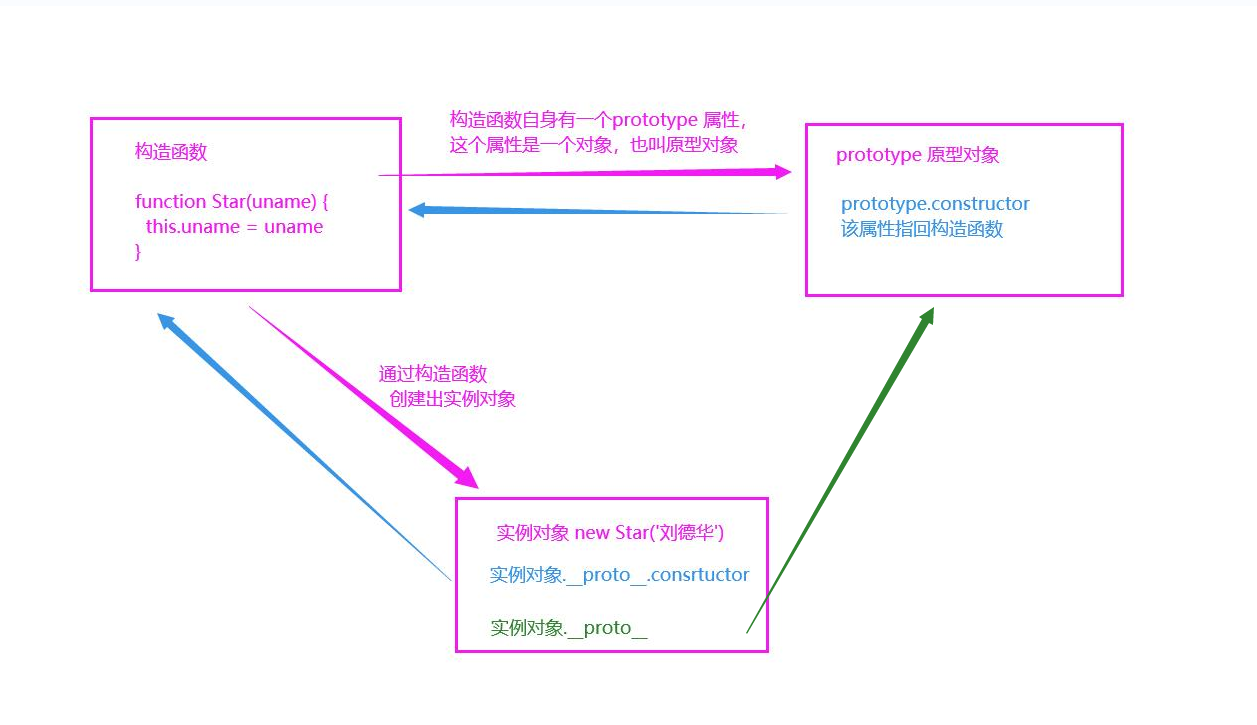 构造函数
function Star(uname) {
this.uname = uname
}
构造函数自身有一个prototype 属性，
这个属性是一个对象，也叫原型对象
prototype 原型对象
prototype.constructor
该属性指回构造函数
通过构造函数
创建出实例对象
实例对象 new Star('刘德华')
实例对象.__proto__.consrtuctor
实例对象.__proto__